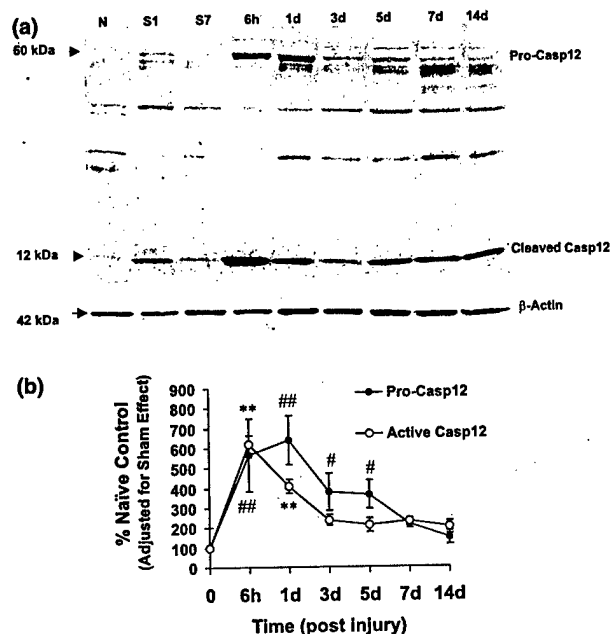 (a)
N S1 S7 6h 1d 3d 5d 7d 14d
60 kDa
Pro-Casp12
12 kDa
Cleaved Casp12
42 kDa
β-Actin
(b)
% Naïve Control
(Adjusted for Sham Effect)
900
800
700
600
500
400
300
200
100
0
** ## # #
## **
Pro-Casp12
Active Casp12
0 6h 1d 3d 5d 7d 14d
Time (post injury)